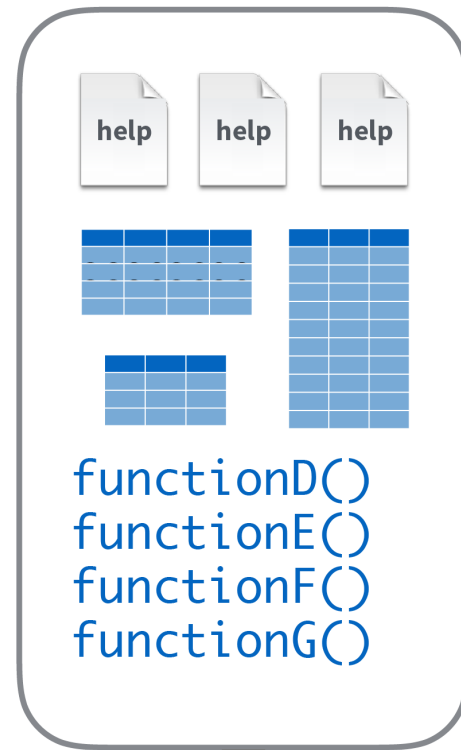 help help help
functionD()
functionE()
functionF()
functionG()